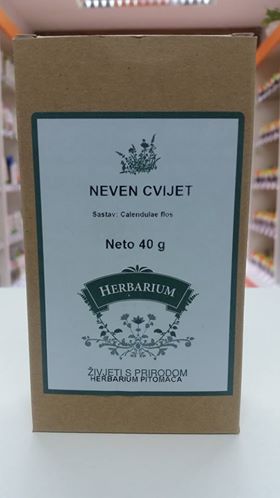 NEVEN CVIJET
Sastav: Calendulae flos
Neto 40 g
HERBARIUM
ŽIVJETI S PRIRODOM
HERBARIUM PITOMAČA